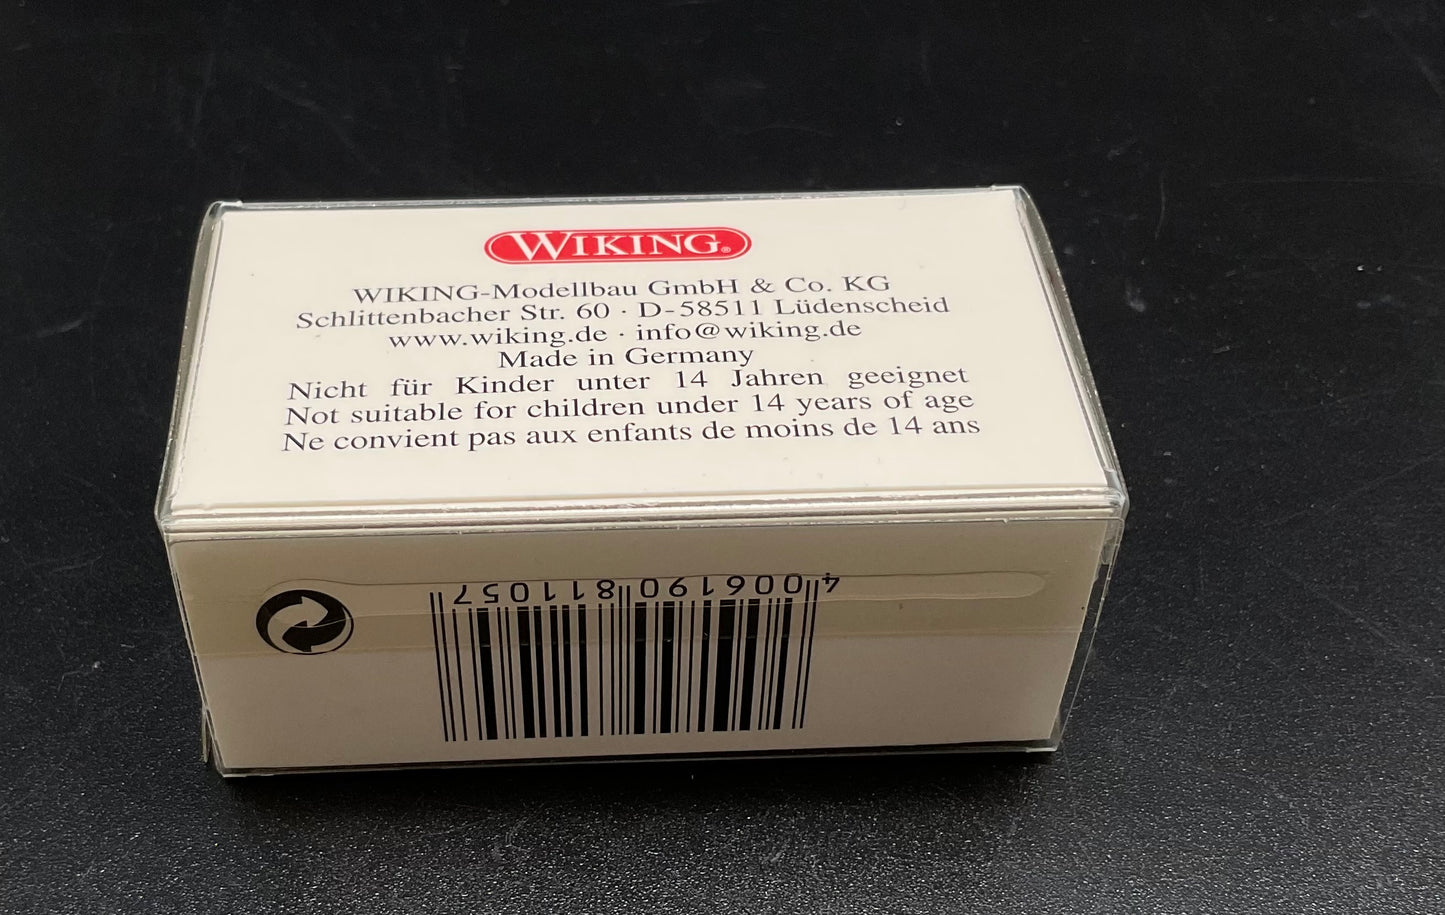 WIKING®
WIKING-Modellbau GmbH & Co. KG
Schlittenbacher Str. 60 · D-58511 Lüdenscheid
www.wiking.de · info@wiking.de
Made in Germany
Nicht für Kinder unter 14 Jahren geeignet
Not suitable for children under 14 years of age
Ne convient pas aux enfants de moins de 14 ans
4 006190 811057